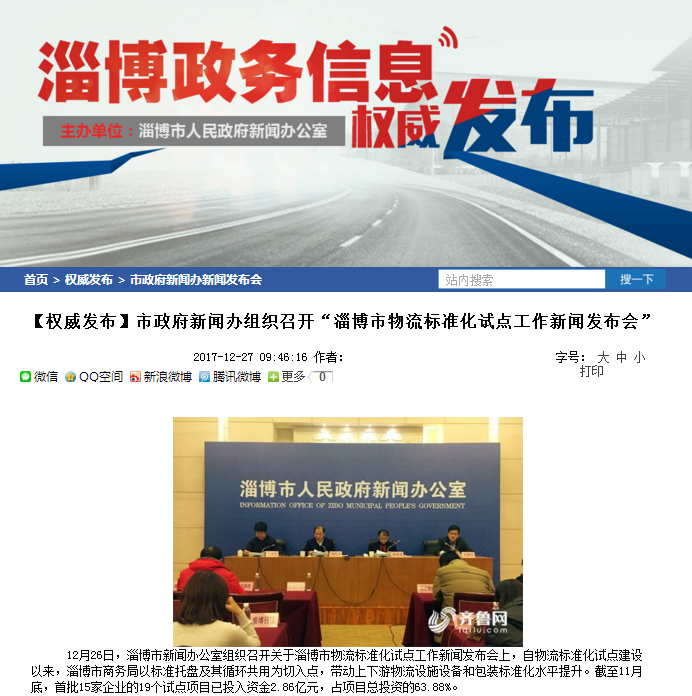 淄博政务信息
权威发布
主办单位：淄博市人民政府新闻办公室
首页 > 权威发布 > 市政府新闻办新闻发布会
站内搜索
搜一下
【权威发布】市政府新闻办组织召开“淄博市物流标准化试点工作新闻发布会”
2017-12-27 09:46:16 作者：
字号： 大 中 小
打印
微信 QQ空间 新浪微博 腾讯微博 更多 0
淄博市人民政府新闻办公室
INFORMATION OFFICE OF ZIBO MUNICIPAL PEOPLE'S GOVERNMENT
齐鲁网
iqilu.com
12月26日，淄博市新闻办公室组织召开关于淄博市物流标准化试点工作新闻发布会上，自物流标准化试点建设
以来，淄博市商务局以标准托盘及其循环共用为切入点，带动上下游物流设施设备和包装标准化水平提升。截至11月
底，首批15家企业的19个试点项目已投入资金2.86亿元，占项目总投资的63.88%。